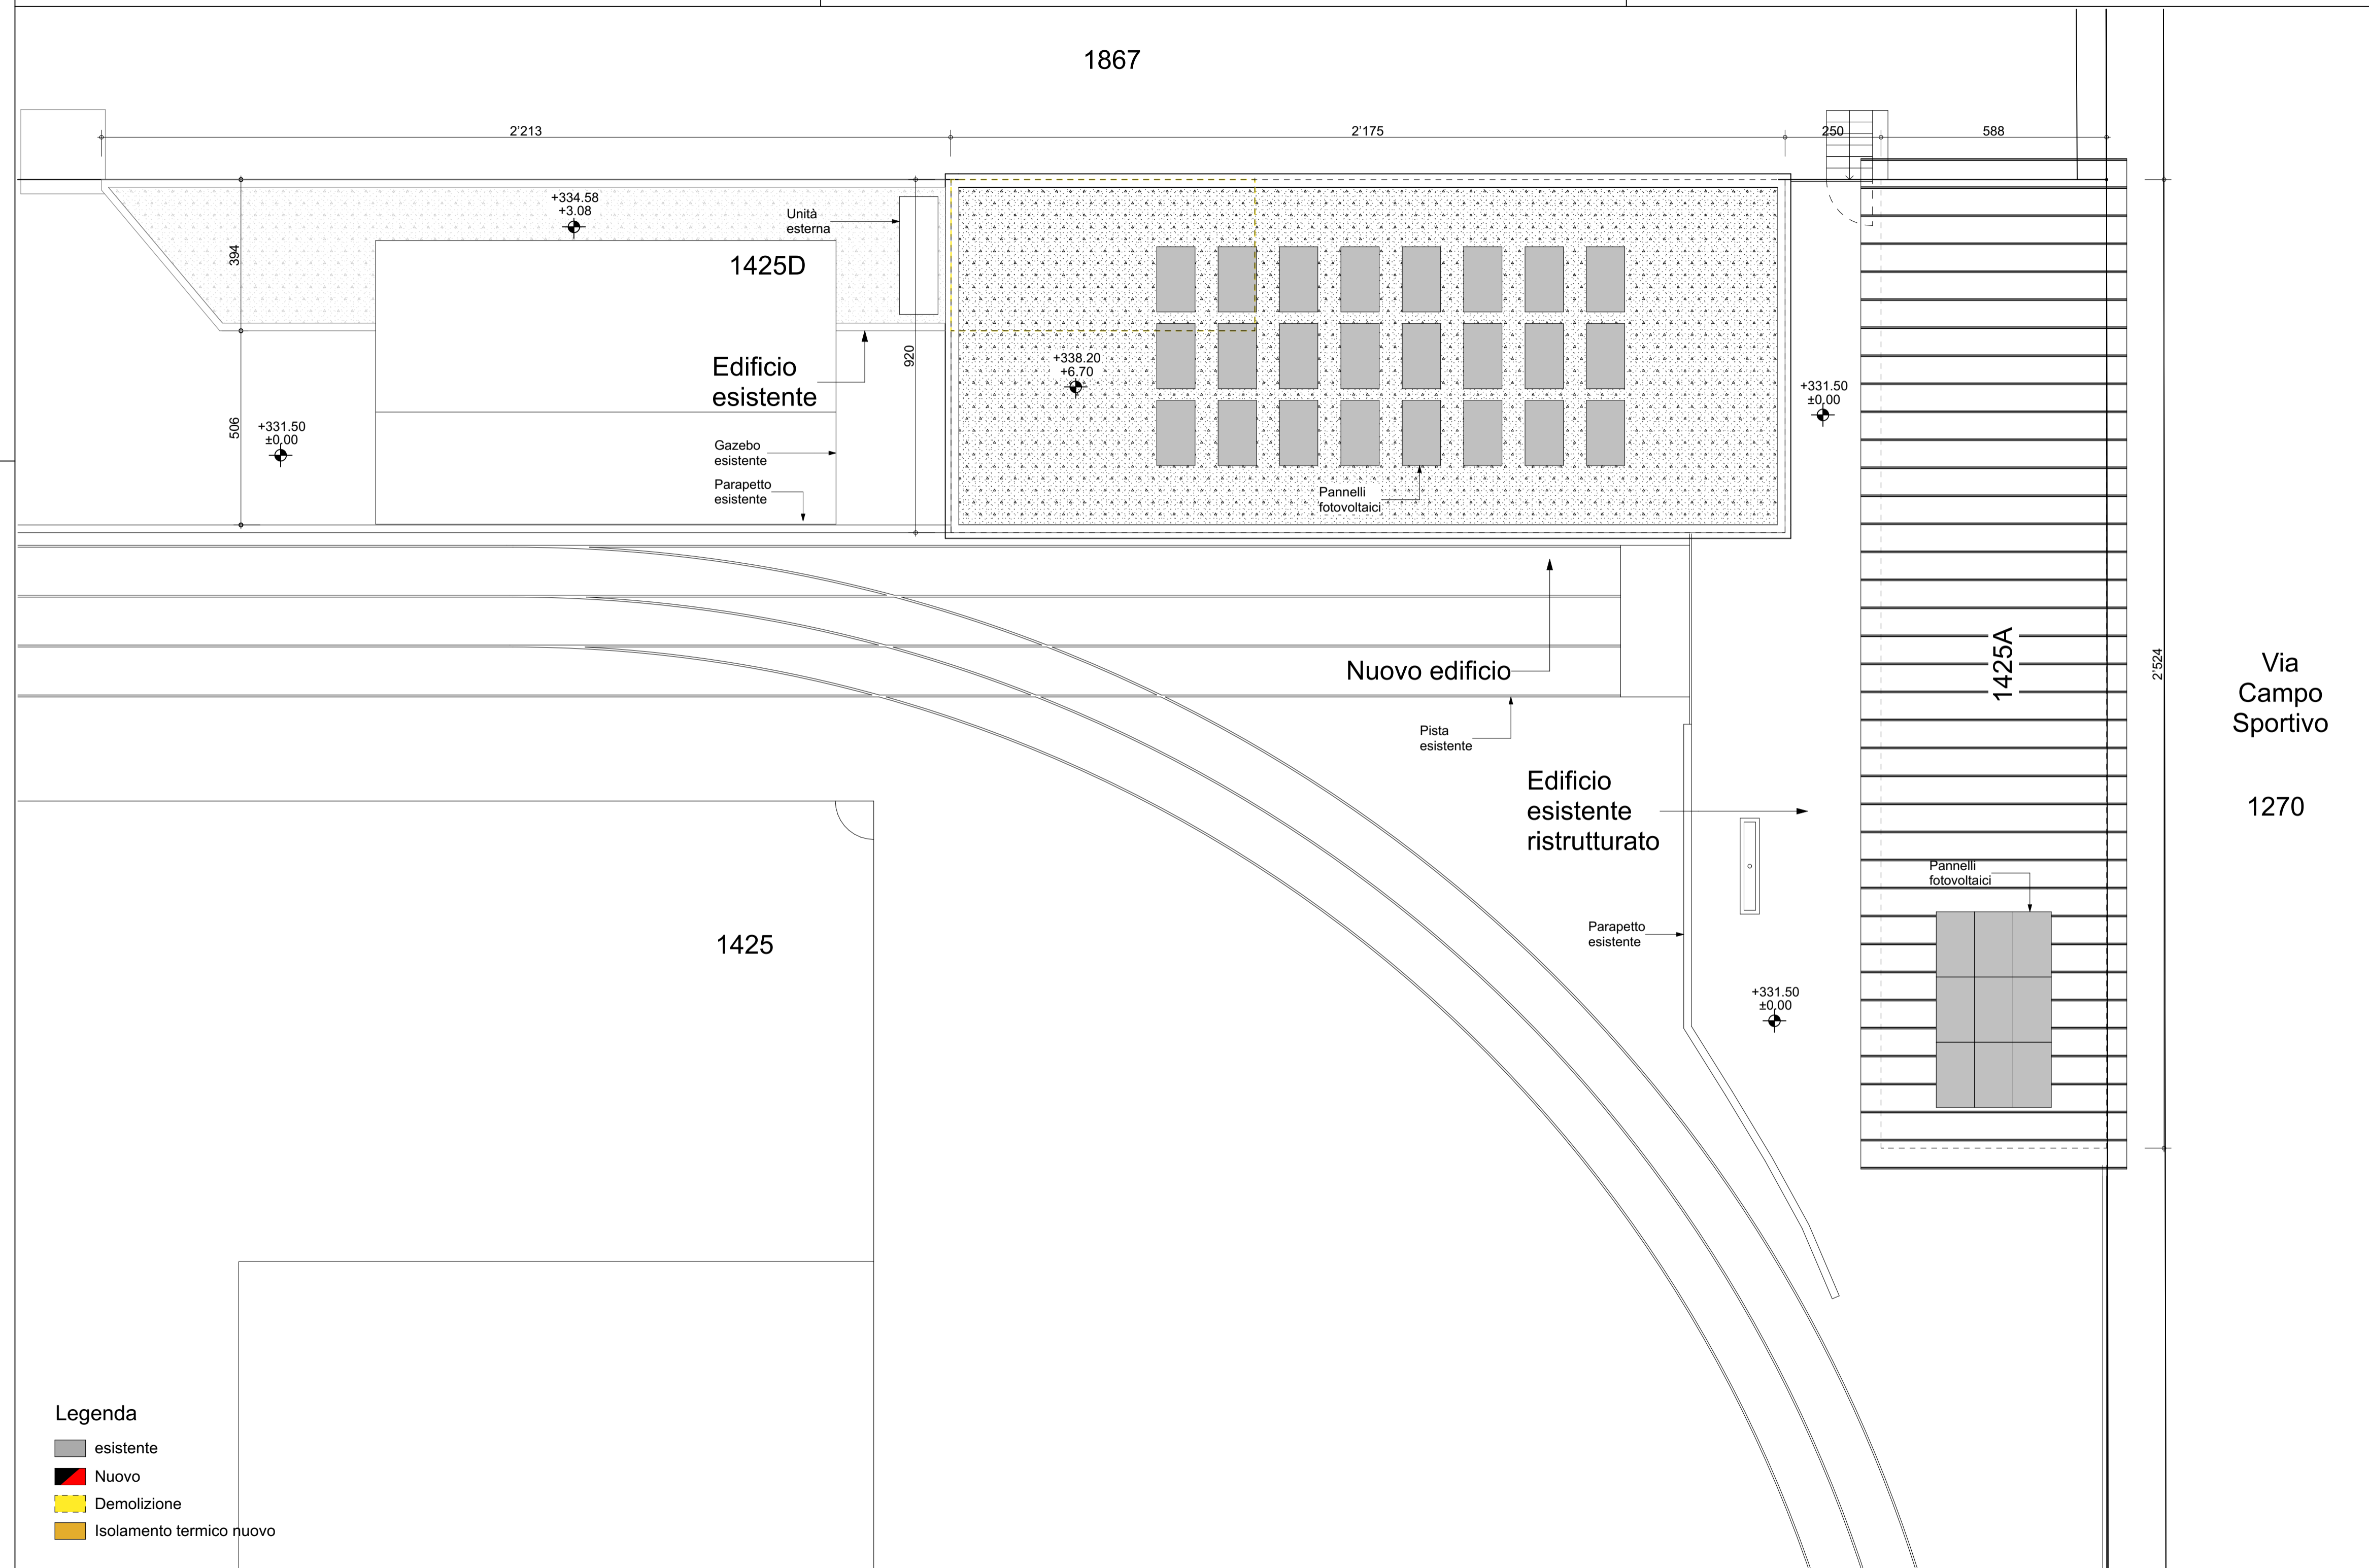 1867
2'213
2'175
250
588
+334.58
+3.08
Unità
esterna
1425D
394
Edificio
esistente
920
+338.20
+6.70
+331.50
±0.00
506
+331.50
±0.00
Gazebo
esistente
Parapetto
esistente
Pannelli
fotovoltaici
Nuovo edificio
1425A
2'524
Via
Campo
Sportivo
Pista
esistente
Edificio
esistente
ristrutturato
1270
Pannelli
fotovoltaici
1425
Parapetto
esistente
+331.50
±0.00
Legenda
esistente
Nuovo
Demolizione
Isolamento termico nuovo